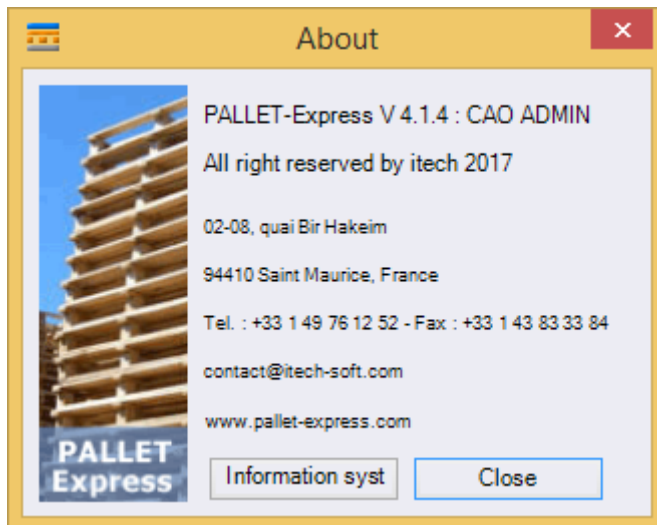 About
PALLET-Express V 4.1.4 : CAO ADMIN
All right reserved by itech 2017
02-08, quai Bir Hakeim
94410 Saint Maurice, France
Tel. : +33 1 49 76 12 52 - Fax : +33 1 43 83 33 84
contact@itech-soft.com
www.pallet-express.com
PALLET
Express
Information syst
Close